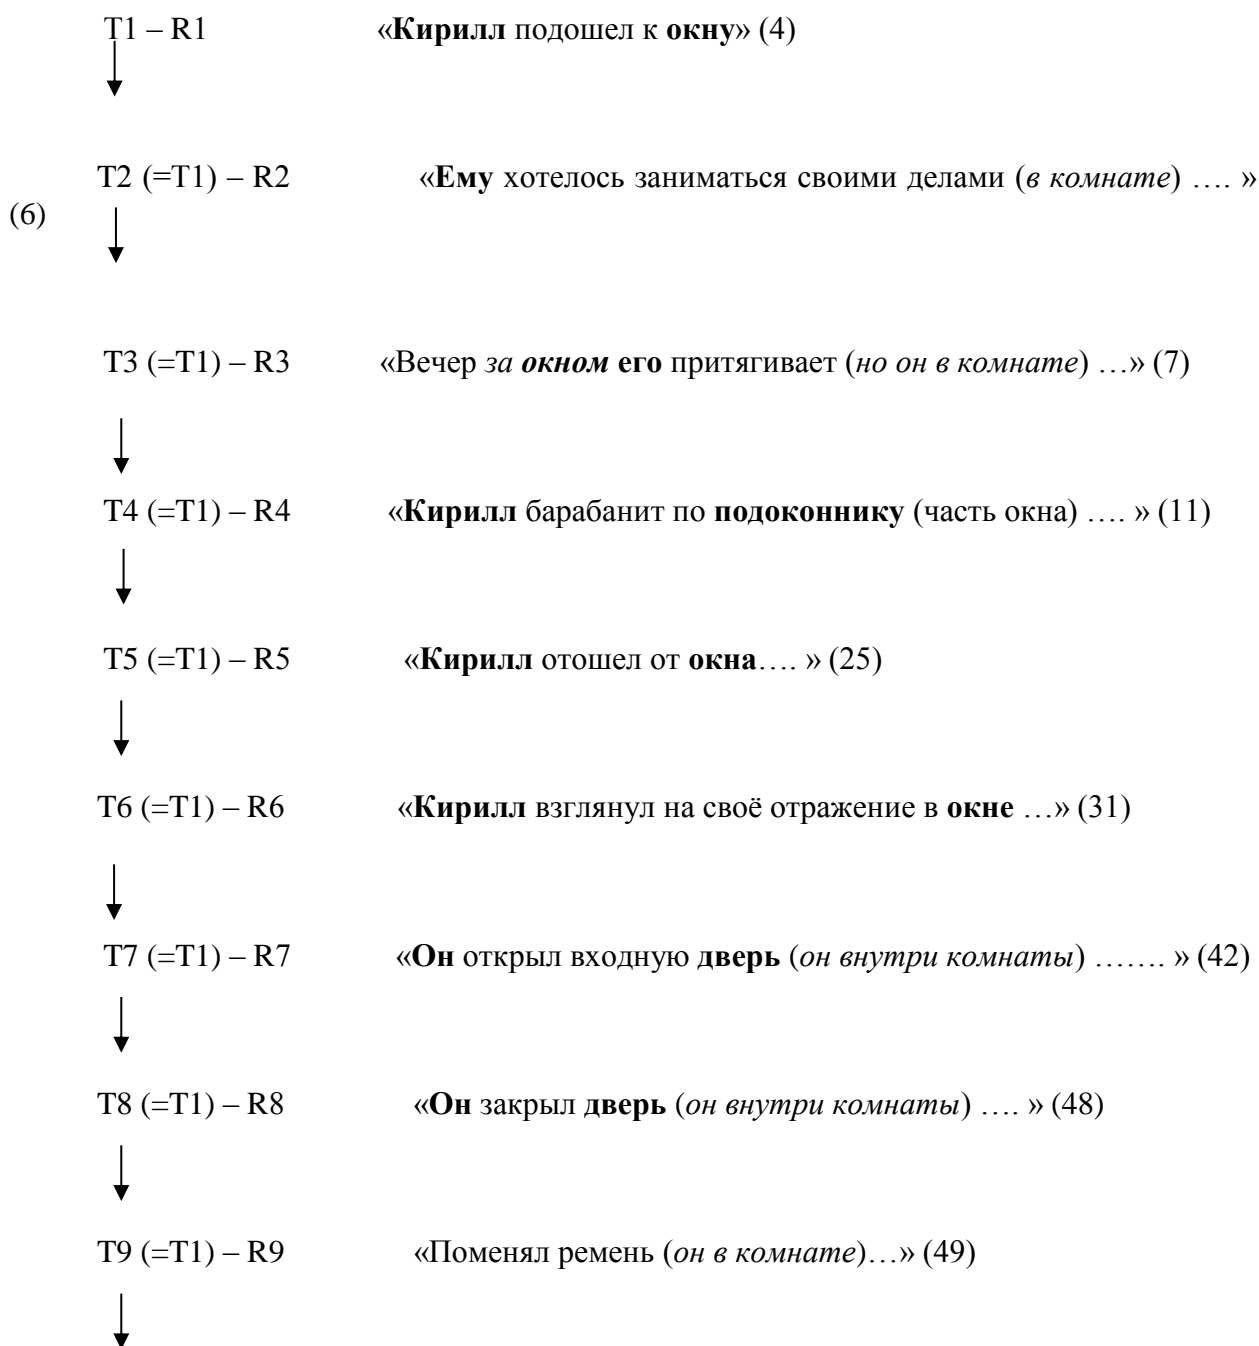 T1 – R1 «Кирилл подошел к окну» (4)
T2 (=T1) – R2 «Ему хотелось заниматься своими делами (в комнате) …. »
(6)
T3 (=T1) – R3 «Вечер за окном его притягивает (но он в комнате) …» (7)
T4 (=T1) – R4 «Кирилл барабанит по подоконнику (часть окна) …. » (11)
T5 (=T1) – R5 «Кирилл отошел от окна…. » (25)
T6 (=T1) – R6 «Кирилл взглянул на своё отражение в окне …» (31)
T7 (=T1) – R7 «Он открыл входную дверь (он внутри комнаты) ……. » (42)
T8 (=T1) – R8 «Он закрыл дверь (он внутри комнаты) …. » (48)
T9 (=T1) – R9 «Поменял ремень (он в комнате)…» (49)